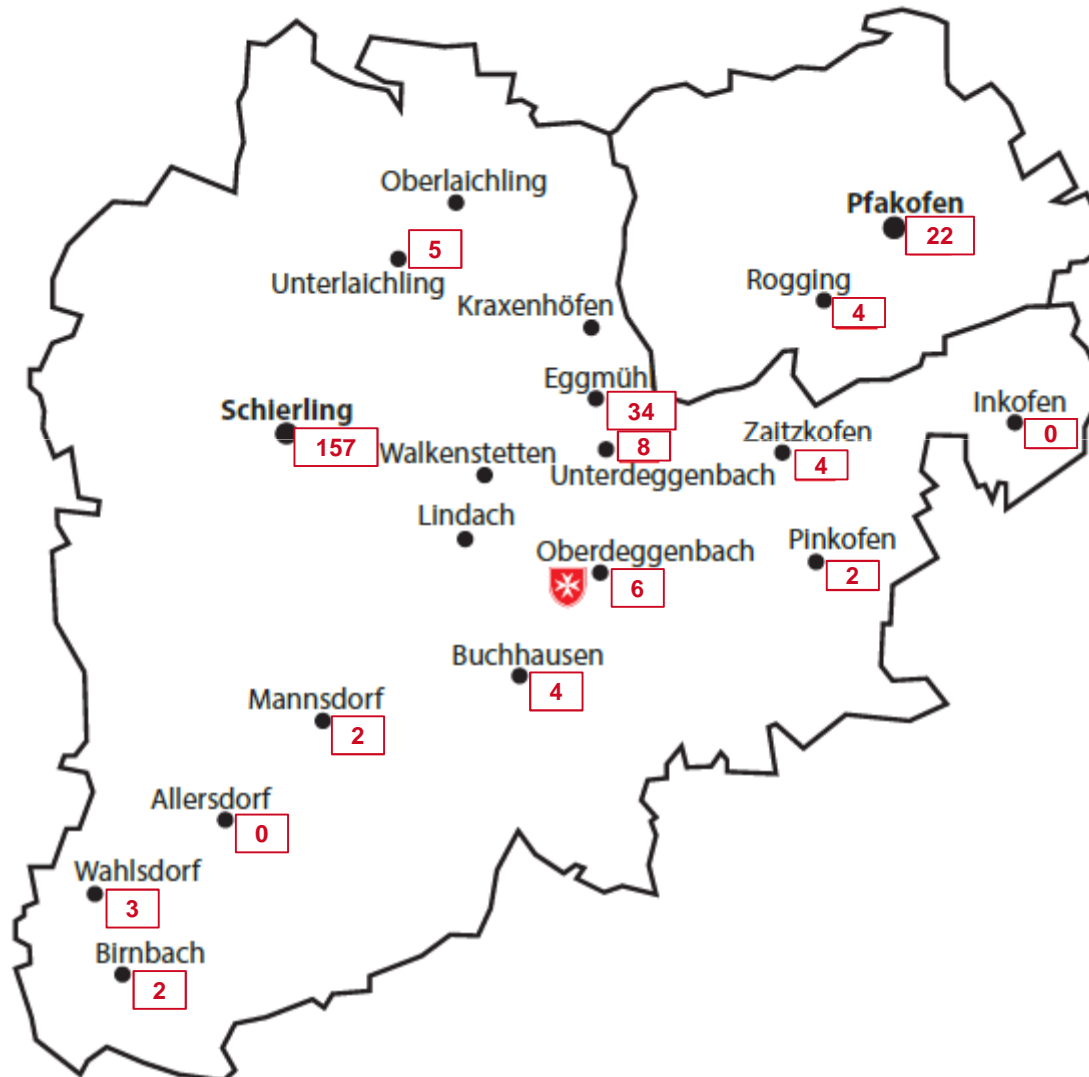 Oberlaichling
5
Unterlaichling
Pfakofen
22
Rogging
4
Kraxenhöfen
Eggmühl
34
Schierling
157
Inkofen
0
Zaitzkofen
4
8
Unterdeggenbach
Walkenstetten
Lindach
Oberdeggenbach
6
Pinkofen
2
Buchhausen
4
Mannsdorf
2
Allersdorf
0
Wahlsdorf
3
Birnbach
2